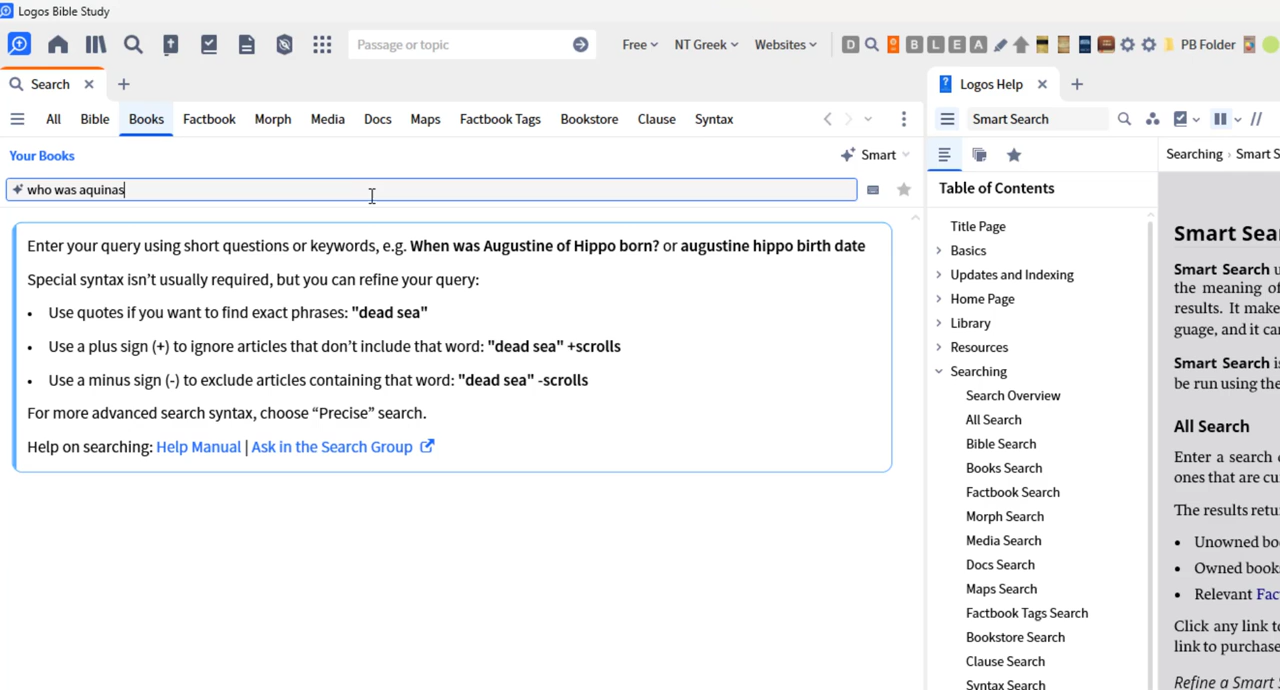 Logos Bible Study
Passage or topic
Free
NT Greek
Websites
D
B
L
E
A
PB Folder
Search
Logos Help
All
Bible
Books
Factbook
Morph
Media
Docs
Maps
Factbook Tags
Bookstore
Clause
Syntax
Smart Search
Your Books
Smart
Searching › Smart S
who was aquinas
Enter your query using short questions or keywords, e.g. When was Augustine of Hippo born? or augustine hippo birth date
Special syntax isn't usually required, but you can refine your query:
• Use quotes if you want to find exact phrases: "dead sea"
• Use a plus sign (+) to ignore articles that don't include that word: "dead sea" +scrolls
• Use a minus sign (-) to exclude articles containing that word: "dead sea" -scrolls
For more advanced search syntax, choose “Precise” search.
Help on searching: Help Manual | Ask in the Search Group
Table of Contents
Title Page
Basics
Updates and Indexing
Home Page
Library
Resources
Searching
Search Overview
All Search
Bible Search
Books Search
Factbook Search
Morph Search
Media Search
Docs Search
Maps Search
Factbook Tags Search
Bookstore Search
Clause Search
Syntax Search
Smart Sear
Smart Search u
the meaning of
results. It make
guage, and it ca
Smart Search is
be run using the
All Search
Enter a search
ones that are cu
The results retu
• Unowned bo
• Owned book
• Relevant Fac
Click any link to
link to purchase
Refine a Smart S